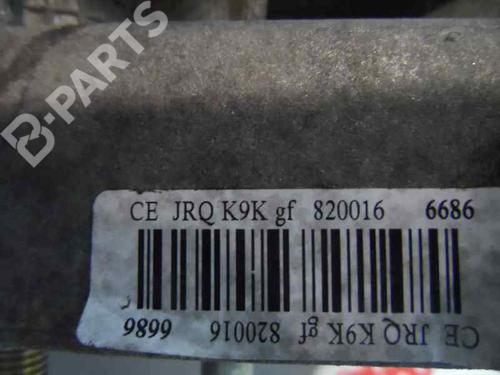 B-PARTS
CE JRQ K9K gf 820016 6686
6686 820016 CE JRQ K9K gf